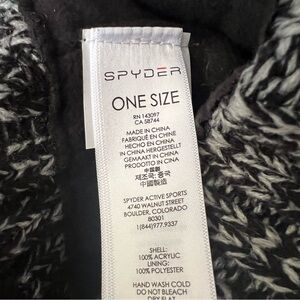 SPYDER
ONE SIZE
RN 143097
CA 58744
MADE IN CHINA
FABRIQUÉ EN CHINE
HECHO EN CHINA
IN CHINA HERGESTELLT
GEMAAKT IN CHINA
PRODOTTO IN CINA
中国製
제조국: 중국
中國製造
SPYDER ACTIVE SPORTS
4740 WALNUT STREET
BOULDER, COLORADO
80301
1(844)977.9337
SHELL:
100% ACRYLIC
LINING:
100% POLYESTER
HAND WASH COLD
DO NOT BLEACH
DRY FLAT